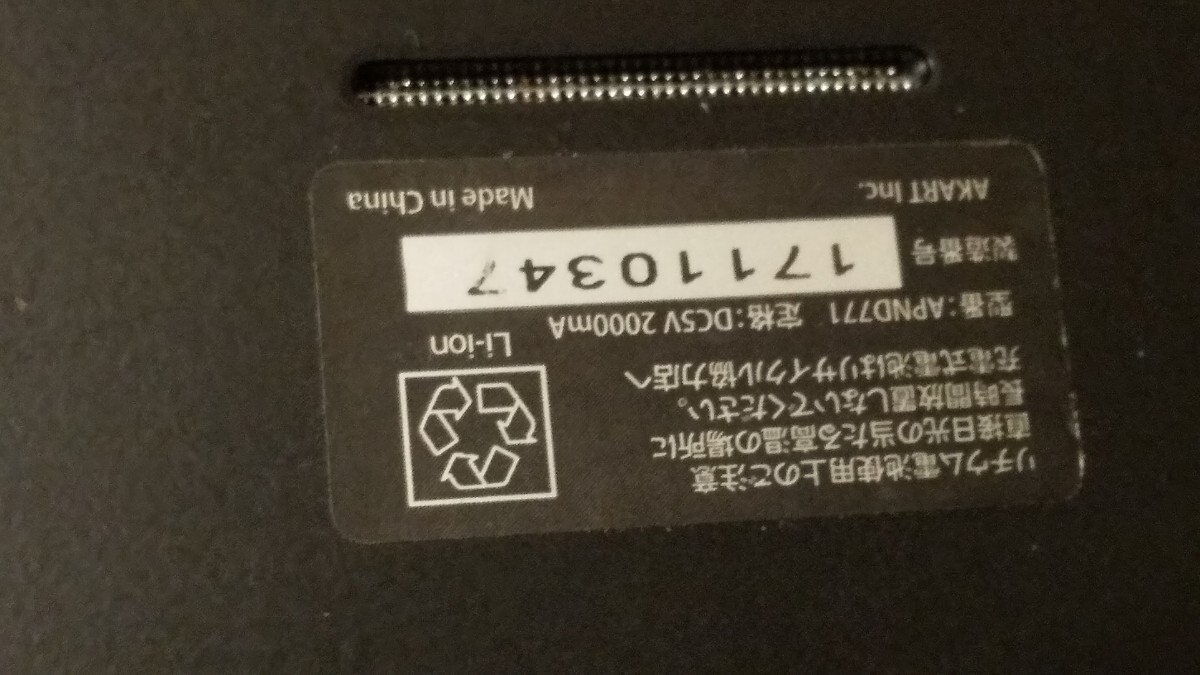 リチウム電池使用上のご注意
直接日光の当たる高温の場所に
長時間放置しないでください。
充電式電池はリサイクル協力店へ
Li-ion
型番:APND771 定格:DC5V 2000mA
製造番号 17110347
AKART Inc. Made in China